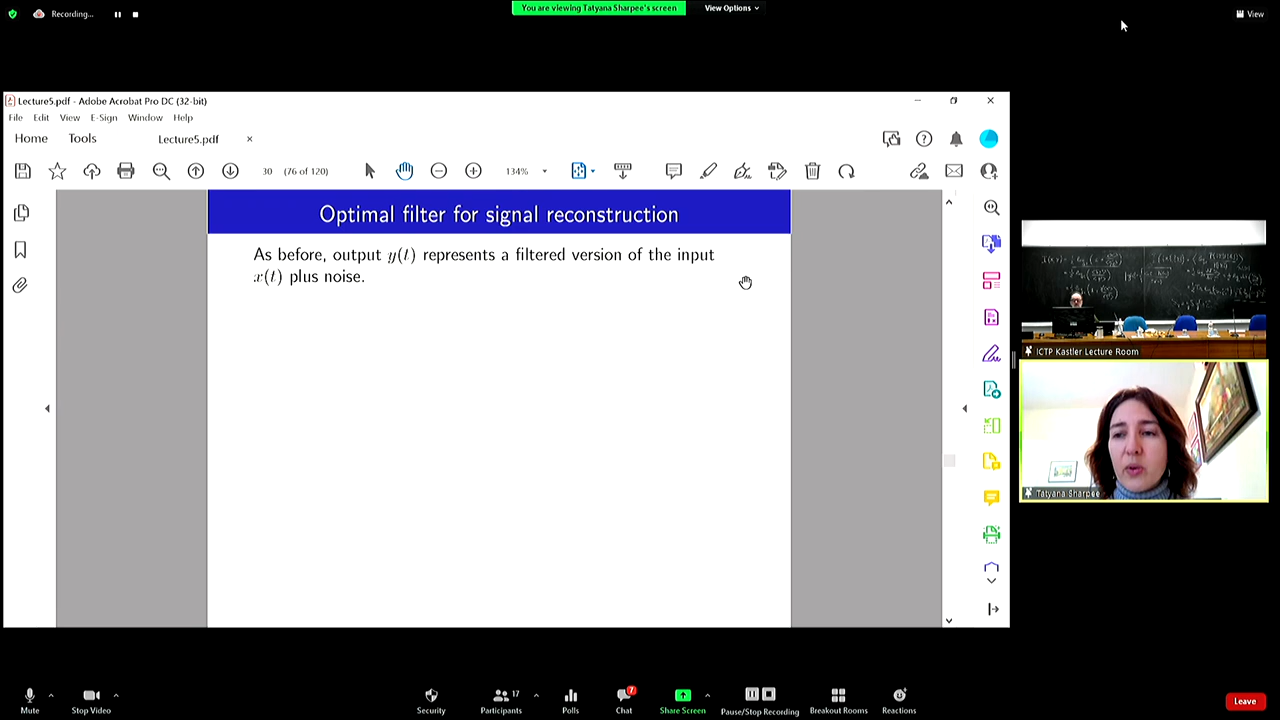 Recording...
You are viewing Tatyana Sharpee's screen
View Options
View
Lecture5.pdf - Adobe Acrobat Pro DC (32-bit)
File Edit View E-Sign Window Help
Home Tools Lecture5.pdf
30 (76 of 120) 134%
Optimal filter for signal reconstruction
As before, output y(t) represents a filtered version of the input
x(t) plus noise.
ICTP Kastler Lecture Room
Tatyana Sharpee
Mute Stop Video Security Participants 17 Polls Chat 7 Share Screen Pause/Stop Recording Breakout Rooms Reactions Leave